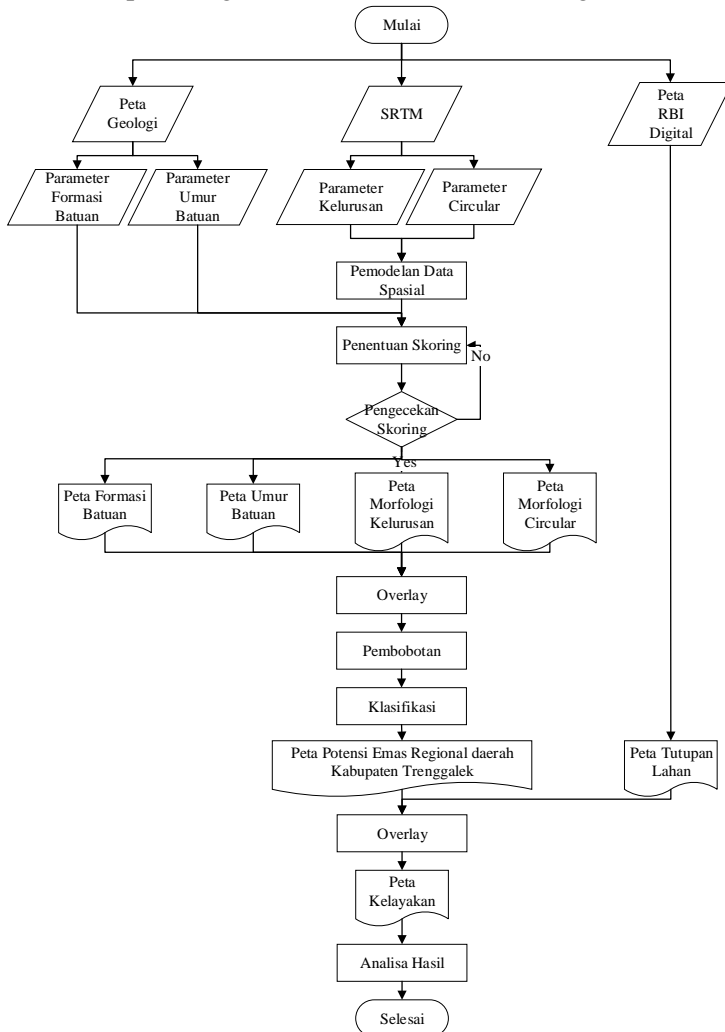 Mulai
Peta
Geologi
SRTM
Peta
RBI
Digital
Parameter
Formasi
Batuan
Parameter
Umur
Batuan
Parameter
Kelurusan
Parameter
Circular
Pemodelan Data
Spasial
Penentuan Skoring
No
Pengecekan
Skoring
Yes
Peta Formasi
Batuan
Peta Umur
Batuan
Peta
Morfologi
Kelurusan
Peta
Morfologi
Circular
Overlay
Pembobotan
Klasifikasi
Peta Potensi Emas Regional daerah
Kabupaten Trenggalek
Peta Tutupan
Lahan
Overlay
Peta
Kelayakan
Analisa Hasil
Selesai